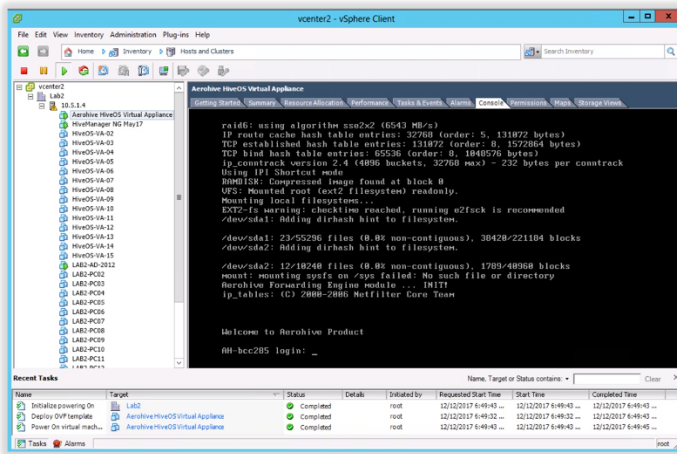 vcenter2 - vSphere Client
File Edit View Inventory Administration Plug-ins Help
Home Inventory Hosts and Clusters
Search Inventory
vcenter2
Lab2
10.5.1.4
Aerohive HiveOS Virtual Appliance
HiveManager NG May17
HiveOS-VA-02
HiveOS-VA-03
HiveOS-VA-04
HiveOS-VA-05
HiveOS-VA-06
HiveOS-VA-07
HiveOS-VA-08
HiveOS-VA-09
HiveOS-VA-10
HiveOS-VA-11
HiveOS-VA-12
HiveOS-VA-13
HiveOS-VA-14
HiveOS-VA-15
LAB2-AD-2012
LAB2-PC02
LAB2-PC03
LAB2-PC04
LAB2-PC05
LAB2-PC06
LAB2-PC07
LAB2-PC08
LAB2-PC09
LAB2-PC10
LAB2-PC11
Aerohive HiveOS Virtual Appliance
Getting Started Summary Resource Allocation Performance Tasks & Events Alarms Console Permissions Maps Storage Views
raid6: using algorithm sse2x2 (6543 MB/s)
IP route cache hash table entries: 32768 (order: 5, 131072 bytes)
TCP established hash table entries: 131072 (order: 8, 1572864 bytes)
TCP bind hash table entries: 65536 (order: 8, 1048576 bytes)
ip_conntrack version 2.4 (4096 buckets, 32768 max) - 232 bytes per conntrack
Using IPI Shortcut mode
RAMDISK: Compressed image found at block 0
VFS: Mounted root (ext2 filesystem) readonly.
Mounting local filesystems...
EXT2-fs warning: checktime reached, running e2fsck is recommended
/dev/sda1: Adding dirhash hint to filesystem.
/dev/sda1: 23/55296 files (0.0% non-contiguous), 38420/221184 blocks
/dev/sda2: Adding dirhash hint to filesystem.
/dev/sda2: 12/10240 files (0.0% non-contiguous), 1789/40960 blocks
mount: mounting sysfs on /sys failed: No such file or directory
Aerohive Forwarding Engine module ... INIT!
ip_tables: (C) 2000-2006 Netfilter Core Team
Welcome to Aerohive Product
AH-bcc285 login: _
Recent Tasks
Name, Target or Status contains: Clear
Name Target Status Details Initiated by Requested Start Time Start Time Completed Time
Initialize powering On Lab2 Completed root 12/12/2017 6:49:43 ... 12/12/2017 6:49:43 ... 12/12/2017 6:49:43 ...
Deploy OVF template Aerohive HiveOS Virtual Appliance Completed root 12/12/2017 6:49:32 ... 12/12/2017 6:49:32 ... 12/12/2017 6:49:43 ...
Power On virtual mach... Aerohive HiveOS Virtual Appliance Completed root 12/12/2017 6:49:43 ... 12/12/2017 6:49:43 ... 12/12/2017 6:49:45 ...
Tasks Alarms
root